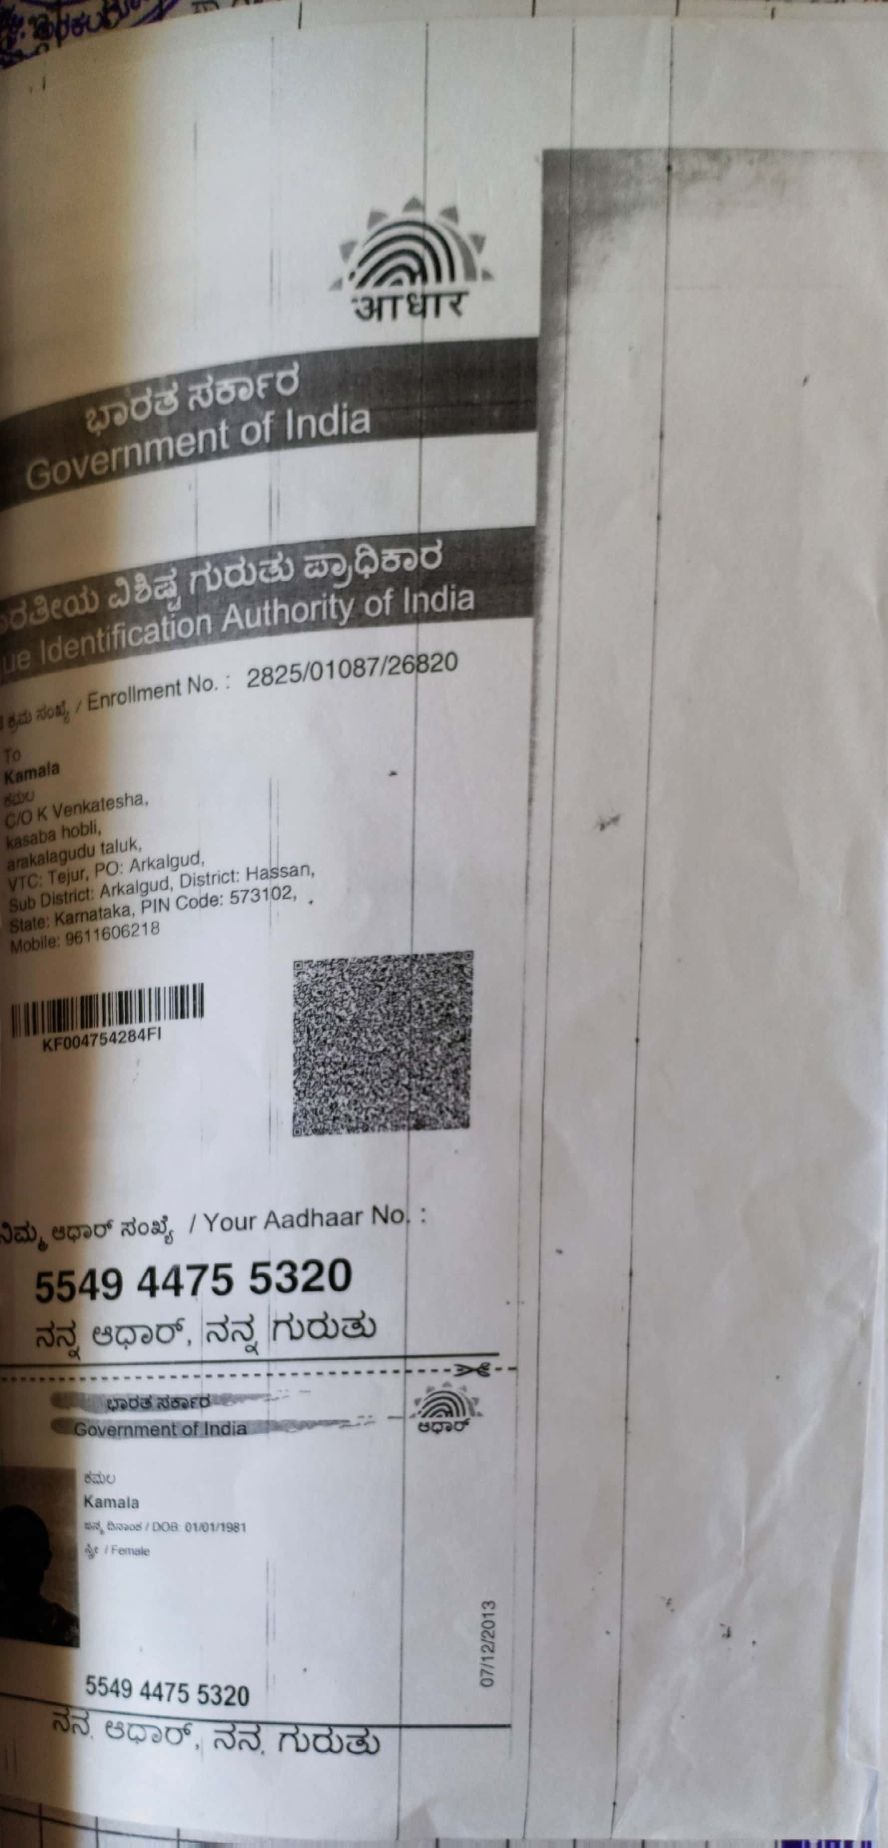 आधार
ಭಾರತ ಸರ್ಕಾರ
Government of India
ವಿಶಿಷ್ಟ ಗುರುತು ಪ್ರಾಧಿಕಾರ
Identification Authority of India
ಕ್ರಮ ಸಂಖ್ಯೆ / Enrollment No. : 2825/01087/26820
To
Kamala
ಕಮಲ
C/O K Venkatesha,
kasaba hobli,
arakalagudu taluk,
VTC: Tejur, PO: Arkalgud,
Sub District: Arkalgud, District: Hassan,
State: Karnataka, PIN Code: 573102,
Mobile: 9611606218
KF004754284FI
ನಿಮ್ಮ ಆಧಾರ್ ಸಂಖ್ಯೆ / Your Aadhaar No. :
5549 4475 5320
ನನ್ನ ಆಧಾರ್, ನನ್ನ ಗುರುತು
ಭಾರತ ಸರ್ಕಾರ
Government of India
ಆಧಾರ್
ಕಮಲ
Kamala
ಜನ್ಮ ದಿನಾಂಕ / DOB: 01/01/1981
ಸ್ತ್ರೀ / Female
07/12/2013
5549 4475 5320
ನನ್ನ ಆಧಾರ್, ನನ್ನ ಗುರುತು